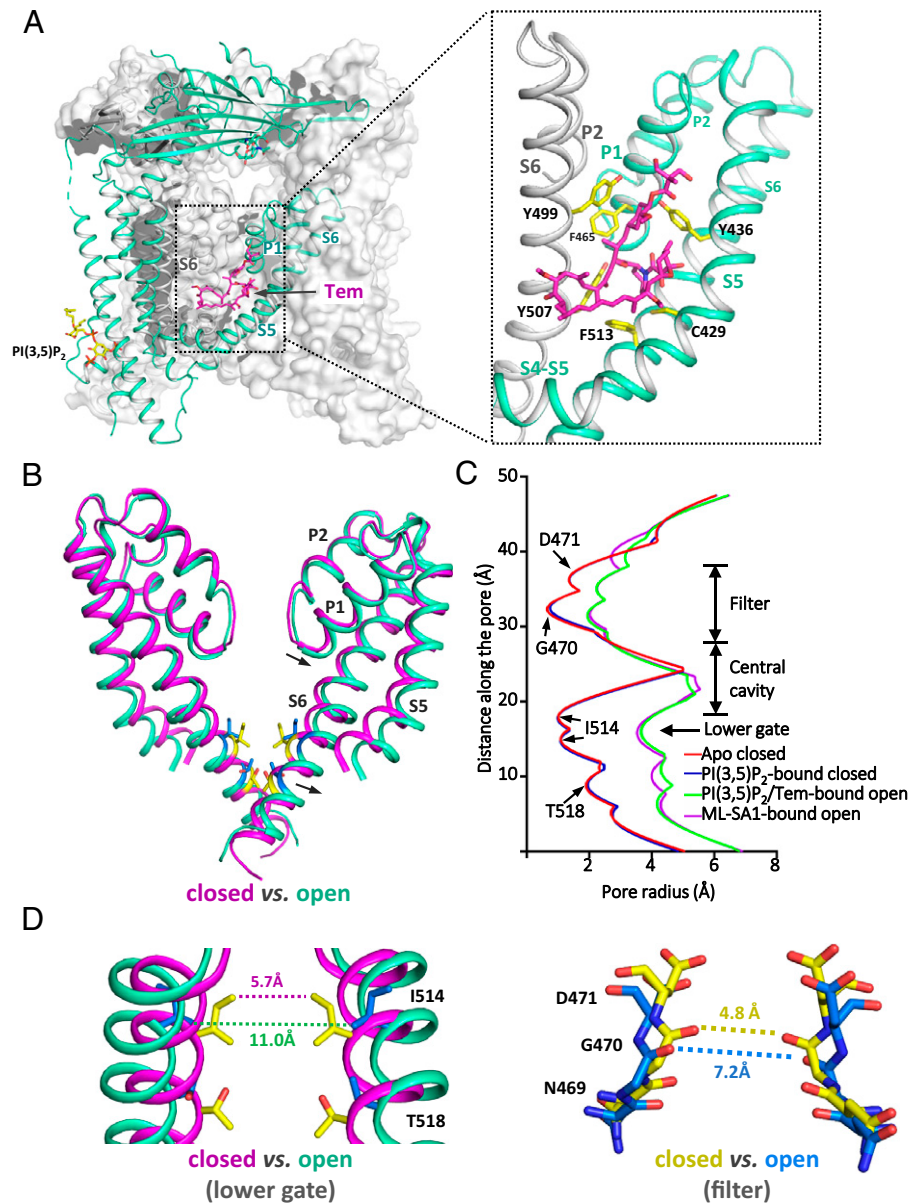 A
S6
P1
S6
Tem
S5
PI(3,5)P2
P2
P2
S6
P1
S6
Y499
F465
Y436
S5
Y507
F513
C429
S4-S5
B
P2
P1
S6
S5
closed vs. open
C
Distance along the pore (Å)
50
40
30
20
10
D471
G470
I514
T518
Filter
Central
cavity
Lower gate
Apo closed
PI(3,5)P2-bound closed
PI(3,5)P2/Tem-bound open
ML-SA1-bound open
2 4 6 8
Pore radius (Å)
D
5.7Å
I514
11.0Å
T518
closed vs. open
(lower gate)
D471
4.8 Å
G470
7.2Å
N469
closed vs. open
(filter)